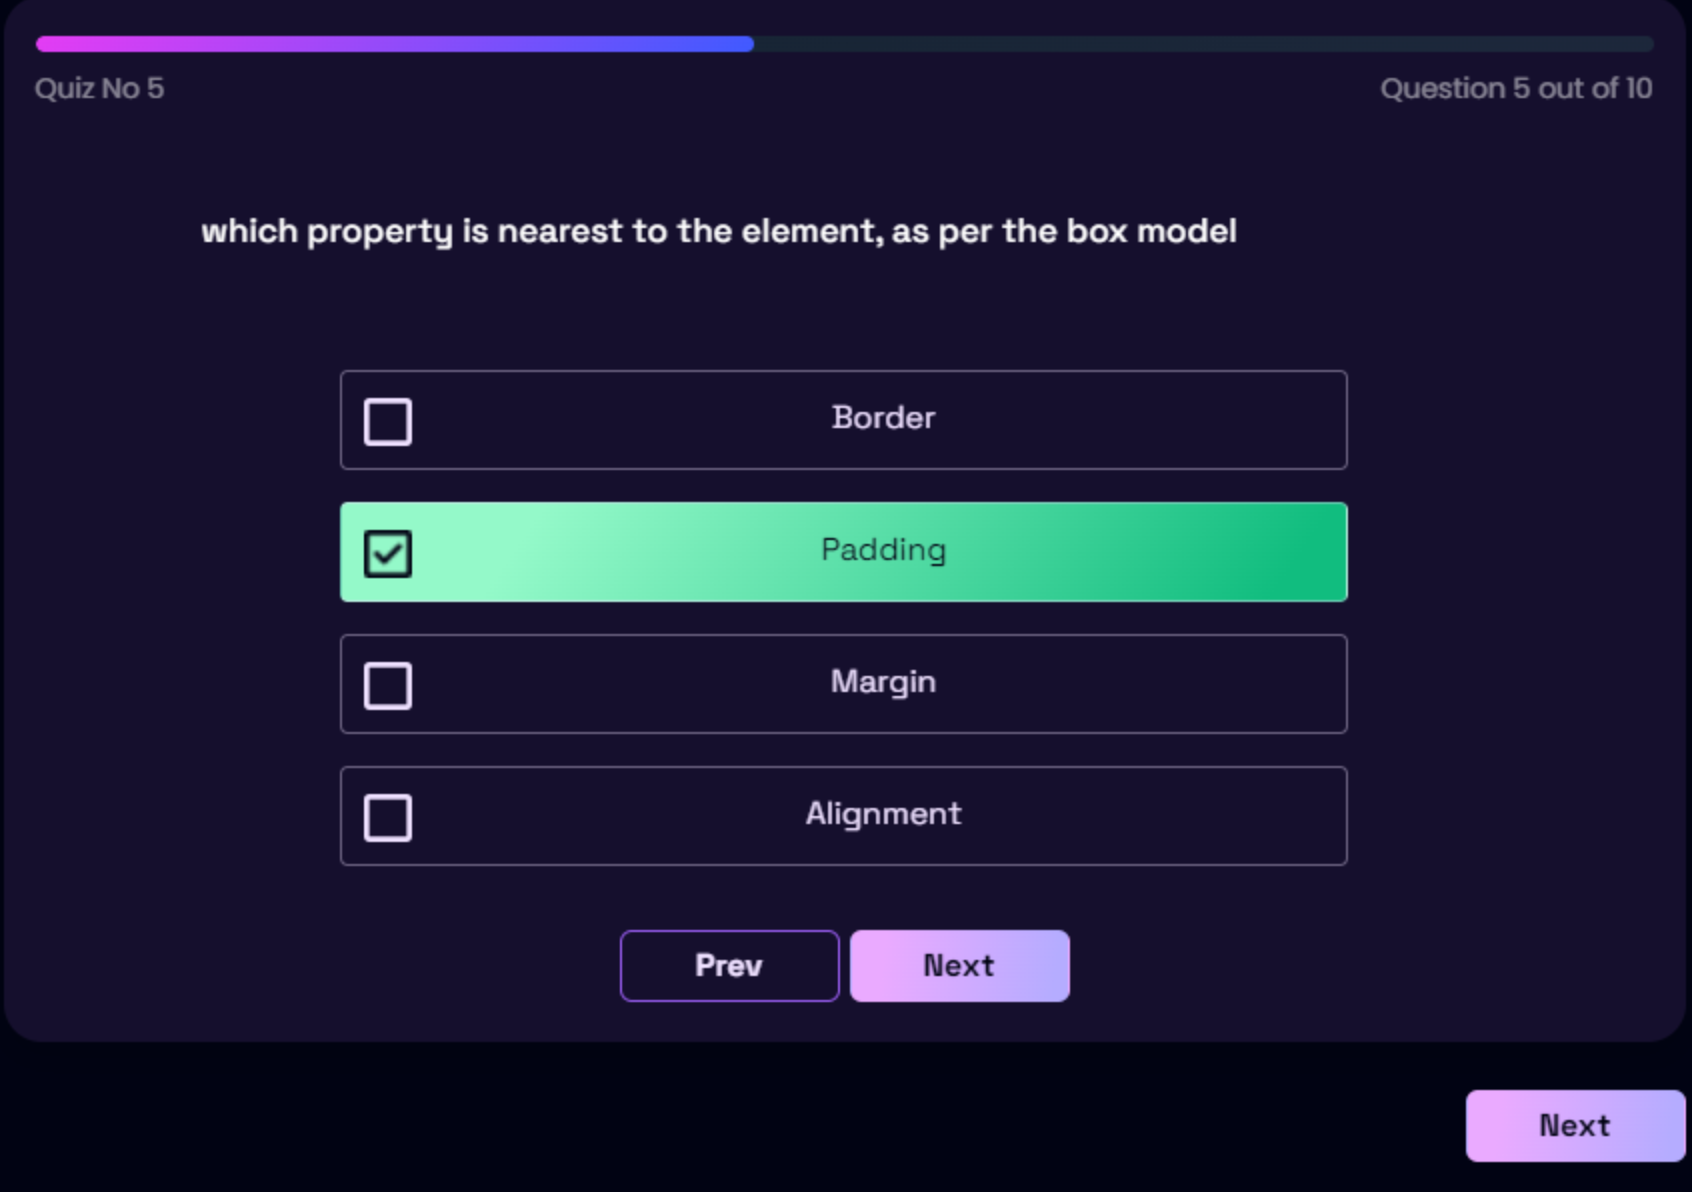 Quiz No 5
Question 5 out of 10
which property is nearest to the element, as per the box model
Border
Padding
Margin
Alignment
Prev
Next
Next